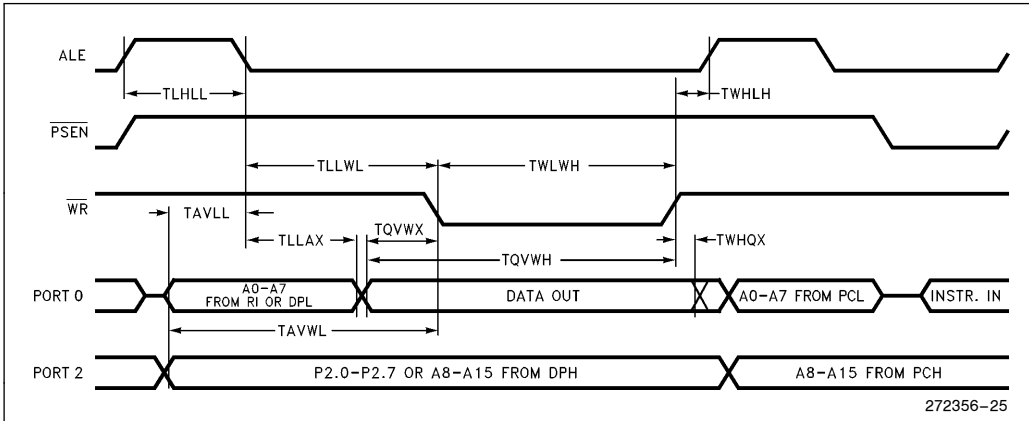 ALE
TLHLL
TWHLH
PSEN
TLLWL
TWLWH
WR
TAVLL
TQVWX
TLLAX
TWHQX
TQVWH
PORT 0
A0–A7
FROM RI OR DPL
DATA OUT
A0–A7 FROM PCL
INSTR. IN
TAVWL
PORT 2
P2.0–P2.7 OR A8–A15 FROM DPH
A8–A15 FROM PCH
272356–25